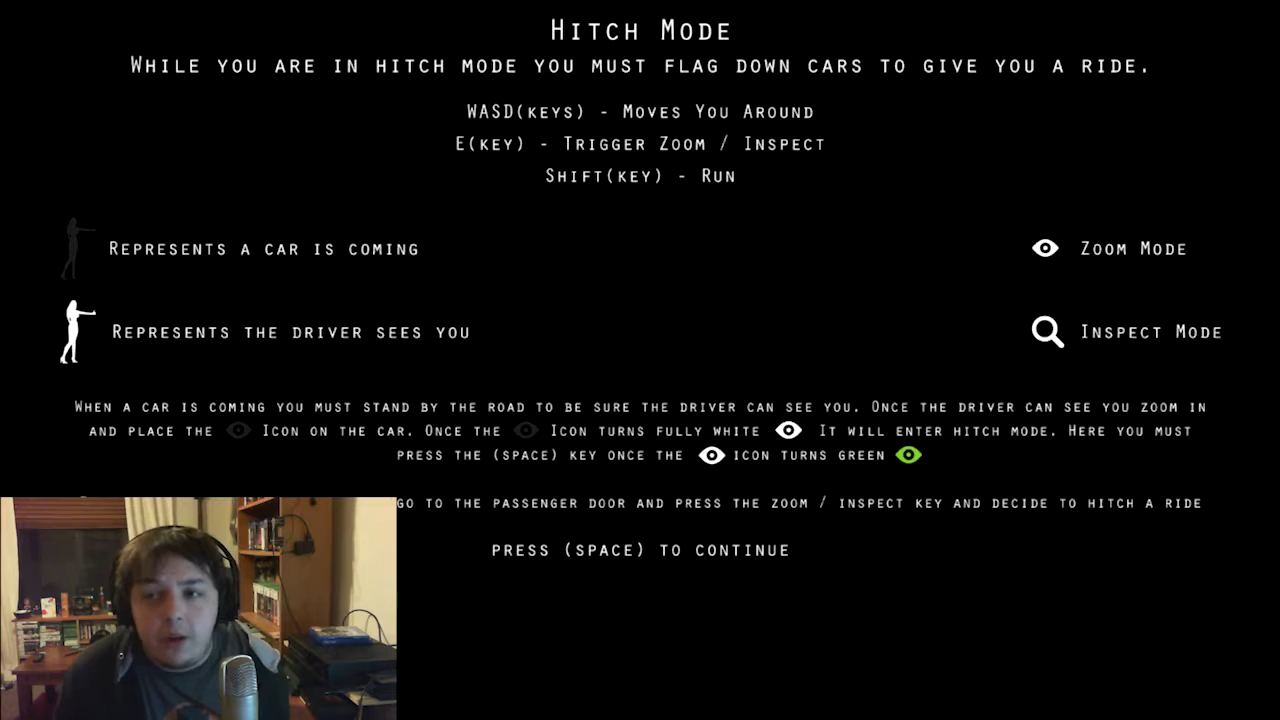 Hitch Mode
While you are in hitch mode you must flag down cars to give you a ride.
WASD(keys) - Moves You Around
E(key) - Trigger Zoom / Inspect
Shift(key) - Run
Represents a car is coming
Zoom Mode
Represents the driver sees you
Inspect Mode
When a car is coming you must stand by the road to be sure the driver can see you. Once the driver can see you zoom in
and place the Icon on the car. Once the Icon turns fully white It will enter hitch mode. Here you must
press the (space) key once the icon turns green
go to the passenger door and press the zoom / inspect key and decide to hitch a ride
press (space) to continue